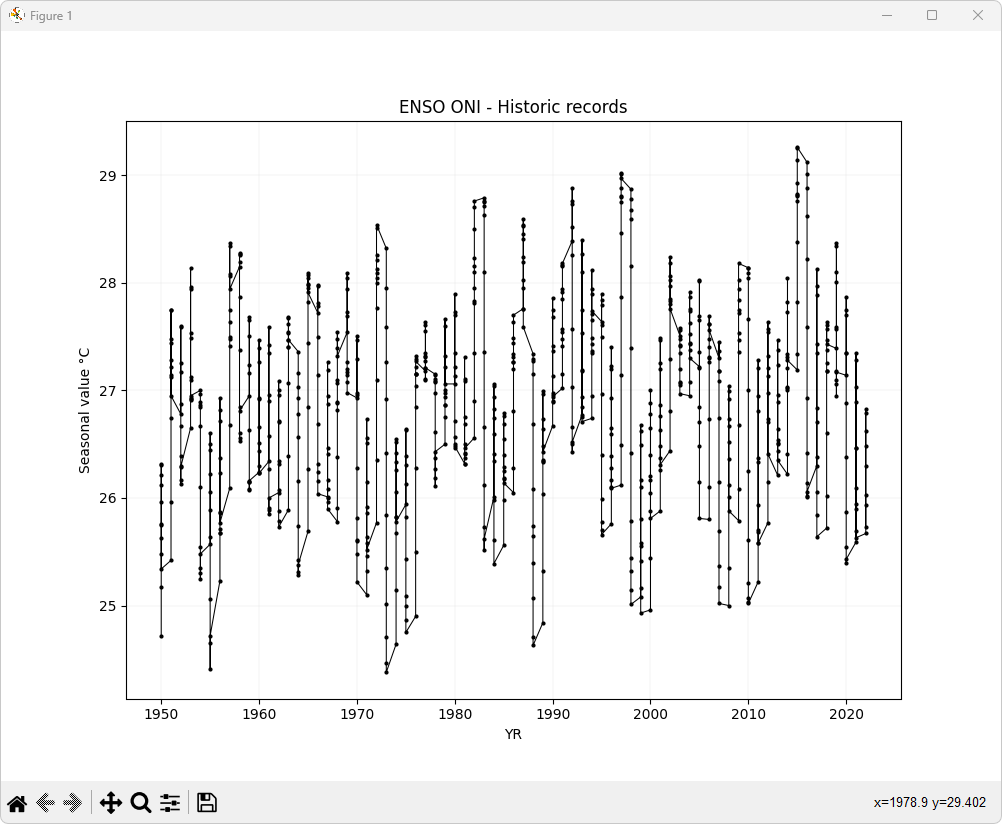 Figure 1
ENSO ONI - Historic records
Seasonal value °C
29
28
27
26
25
1950 1960 1970 1980 1990 2000 2010 2020
YR
x=1978.9 y=29.402